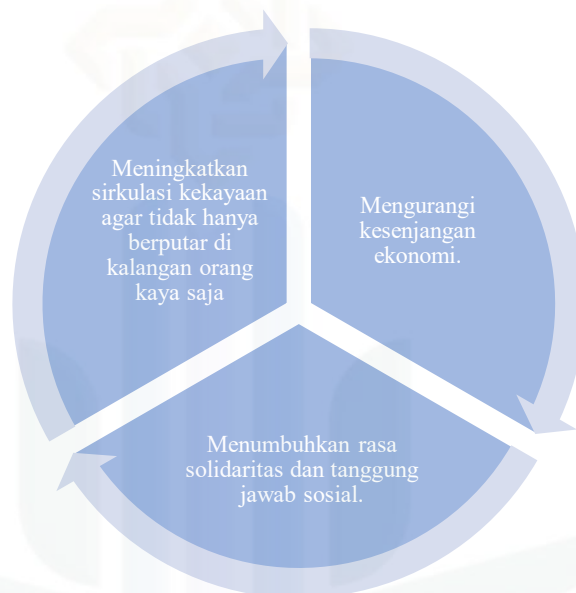 Mengurangi
kesenjangan
ekonomi.
Menumbuhkan rasa
solidaritas dan tanggung
jawab sosial.
Meningkatkan
sirkulasi kekayaan
agar tidak hanya
berputar di
kalangan orang
kaya saja